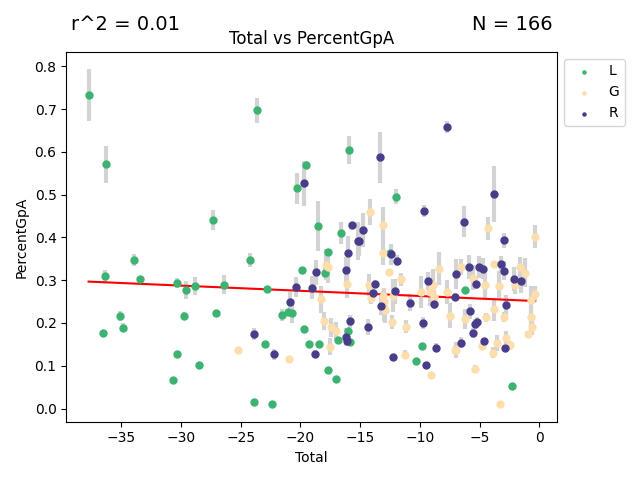 r^2 = 0.01 N = 166
Total vs PercentGpA
L
G
R
PercentGpA
0.8
0.7
0.6
0.5
0.4
0.3
0.2
0.1
0.0
−35 −30 −25 −20 −15 −10 −5 0
Total